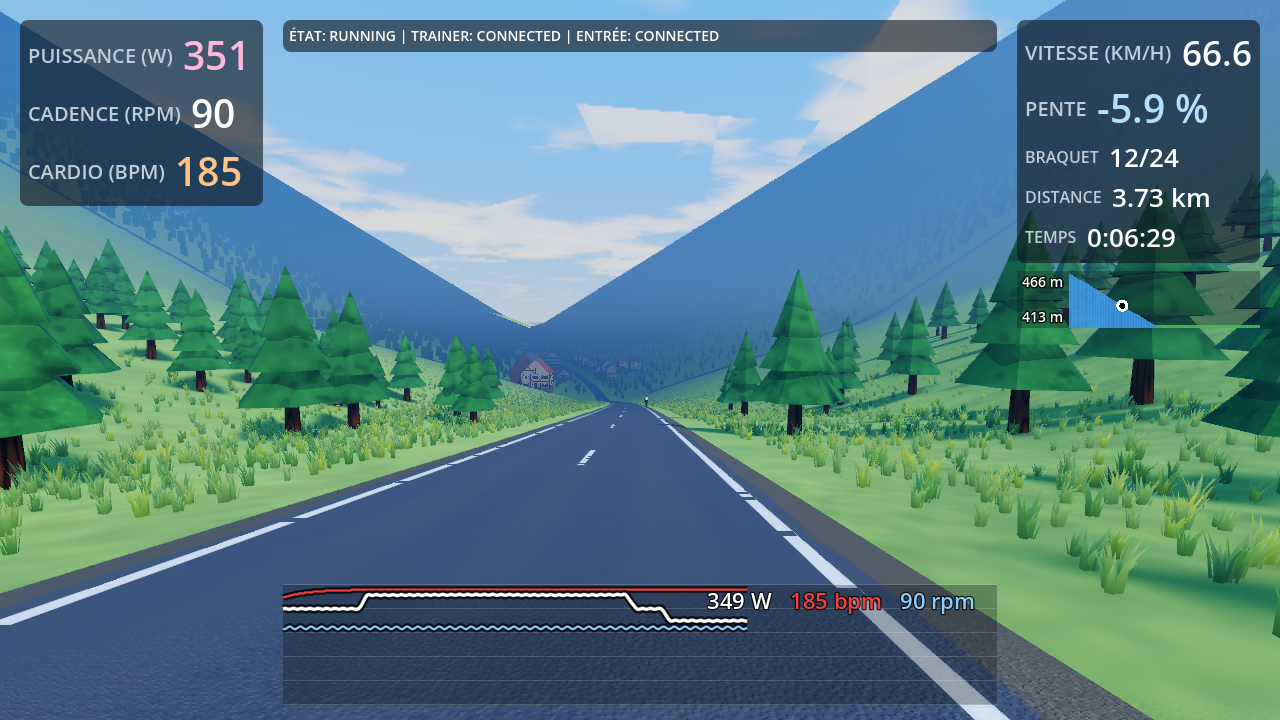 PUISSANCE (W) 351
CADENCE (RPM) 90
CARDIO (BPM) 185
ÉTAT: RUNNING | TRAINER: CONNECTED | ENTRÉE: CONNECTED
VITESSE (KM/H) 66.6
PENTE -5.9 %
BRAQUET 12/24
DISTANCE 3.73 km
TEMPS 0:06:29
466 m
413 m
349 W 185 bpm 90 rpm